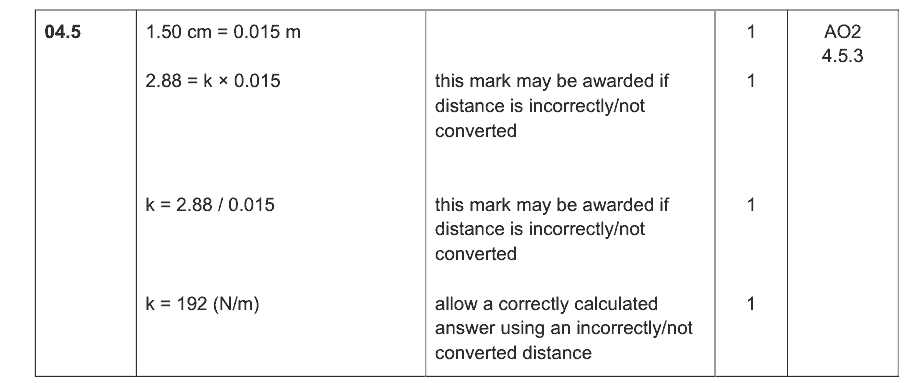 04.5 1.50 cm = 0.015 m 1 AO2
4.5.3
2.88 = k × 0.015 this mark may be awarded if 1
distance is incorrectly/not
converted
k = 2.88 / 0.015 this mark may be awarded if 1
distance is incorrectly/not
converted
k = 192 (N/m) allow a correctly calculated 1
answer using an incorrectly/not
converted distance